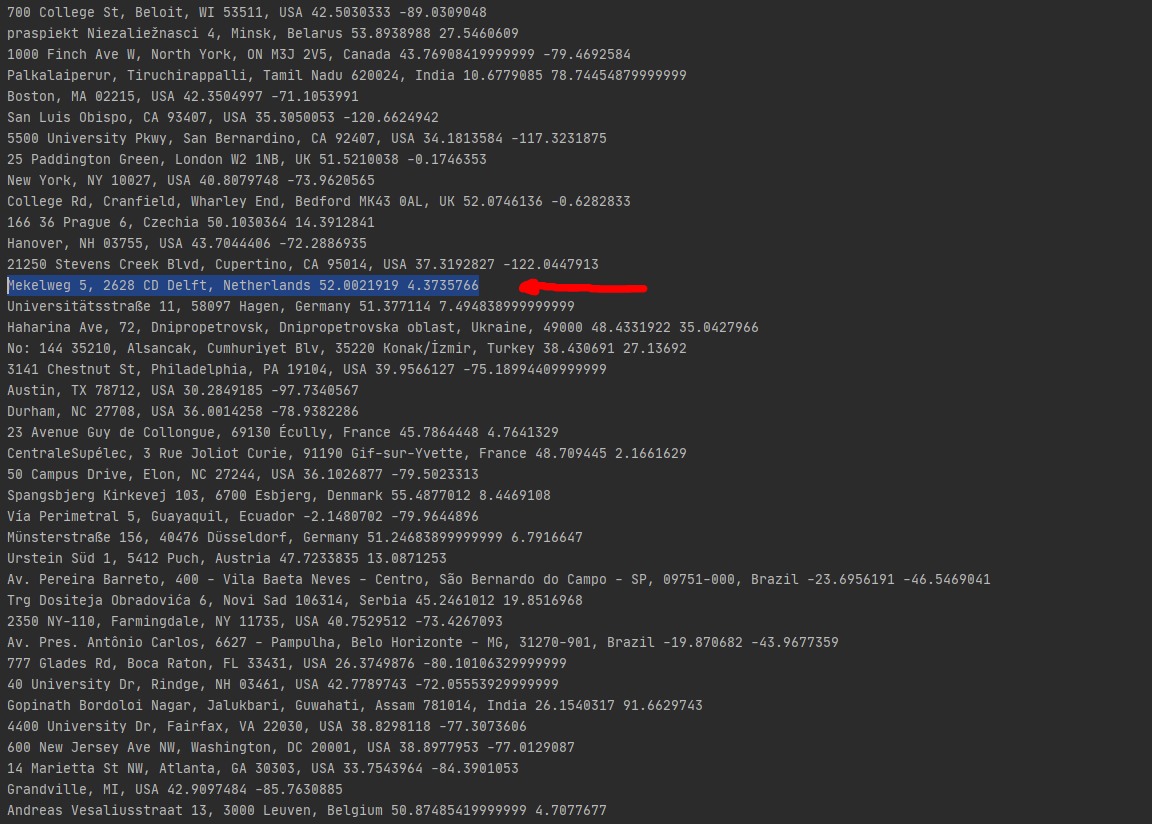 700 College St, Beloit, WI 53511, USA 42.5030333 -89.0309048
praspiekt Niezaliežnasci 4, Minsk, Belarus 53.8938988 27.5460609
1000 Finch Ave W, North York, ON M3J 2V5, Canada 43.76908419999999 -79.4692584
Palkalaiperur, Tiruchirappalli, Tamil Nadu 620024, India 10.6779085 78.74454879999999
Boston, MA 02215, USA 42.3504997 -71.1053991
San Luis Obispo, CA 93407, USA 35.3050053 -120.6624942
5500 University Pkwy, San Bernardino, CA 92407, USA 34.1813584 -117.3231875
25 Paddington Green, London W2 1NB, UK 51.5210038 -0.1746353
New York, NY 10027, USA 40.8079748 -73.9620565
College Rd, Cranfield, Wharley End, Bedford MK43 0AL, UK 52.0746136 -0.6282833
166 36 Prague 6, Czechia 50.1030364 14.3912841
Hanover, NH 03755, USA 43.7044406 -72.2886935
21250 Stevens Creek Blvd, Cupertino, CA 95014, USA 37.3192827 -122.0447913
Mekelweg 5, 2628 CD Delft, Netherlands 52.0021919 4.3735766
Universitätsstraße 11, 58097 Hagen, Germany 51.377114 7.494838999999999
Haharina Ave, 72, Dnipropetrovsk, Dnipropetrovska oblast, Ukraine, 49000 48.4331922 35.0427966
No: 144 35210, Alsancak, Cumhuriyet Blv, 35220 Konak/İzmir, Turkey 38.430691 27.13692
3141 Chestnut St, Philadelphia, PA 19104, USA 39.9566127 -75.18994409999999
Austin, TX 78712, USA 30.2849185 -97.7340567
Durham, NC 27708, USA 36.0014258 -78.9382286
23 Avenue Guy de Collongue, 69130 Écully, France 45.7864448 4.7641329
CentraleSupélec, 3 Rue Joliot Curie, 91190 Gif-sur-Yvette, France 48.709445 2.1661629
50 Campus Drive, Elon, NC 27244, USA 36.1026877 -79.5023313
Spangsbjerg Kirkevej 103, 6700 Esbjerg, Denmark 55.4877012 8.4469108
Vía Perimetral 5, Guayaquil, Ecuador -2.1480702 -79.9644896
Münsterstraße 156, 40476 Düsseldorf, Germany 51.24683899999999 6.7916647
Urstein Süd 1, 5412 Puch, Austria 47.7233835 13.0871253
Av. Pereira Barreto, 400 - Vila Baeta Neves - Centro, São Bernardo do Campo - SP, 09751-000, Brazil -23.6956191 -46.5469041
Trg Dositeja Obradovića 6, Novi Sad 106314, Serbia 45.2461012 19.8516968
2350 NY-110, Farmingdale, NY 11735, USA 40.7529512 -73.4267093
Av. Pres. Antônio Carlos, 6627 - Pampulha, Belo Horizonte - MG, 31270-901, Brazil -19.870682 -43.9677359
777 Glades Rd, Boca Raton, FL 33431, USA 26.3749876 -80.10106329999999
40 University Dr, Rindge, NH 03461, USA 42.7789743 -72.05553929999999
Gopinath Bordoloi Nagar, Jalukbari, Guwahati, Assam 781014, India 26.1540317 91.6629743
4400 University Dr, Fairfax, VA 22030, USA 38.8298118 -77.3073606
600 New Jersey Ave NW, Washington, DC 20001, USA 38.8977953 -77.0129087
14 Marietta St NW, Atlanta, GA 30303, USA 33.7543964 -84.3901053
Grandville, MI, USA 42.9097484 -85.7630885
Andreas Vesaliusstraat 13, 3000 Leuven, Belgium 50.87485419999999 4.7077677